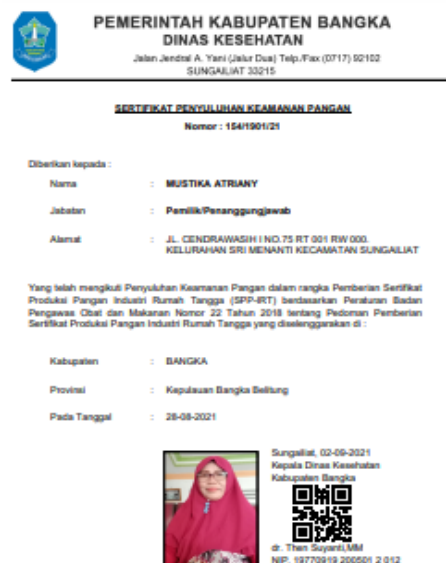 PEMERINTAH KABUPATEN BANGKA
DINAS KESEHATAN
Jalan Jendral A. Yani (Jalur Dua) Telp./Fax (0717) 92102
SUNGAILIAT 33215
SERTIFIKAT PENYULUHAN KEAMANAN PANGAN
Nomor : 154/1901/21
Diberikan kepada :
Nama : MUSTIKA ATRIANY
Jabatan : Pemilik/Penanggungjawab
Alamat : JL. CENDRAWASIH I NO.75 RT 001 RW 000.
KELURAHAN SRI MENANTI KECAMATAN SUNGAILIAT
Yang telah mengikuti Penyuluhan Keamanan Pangan dalam rangka Pemberian Sertifikat
Produksi Pangan Industri Rumah Tangga (SPP-IRT) berdasarkan Peraturan Badan
Pengawas Obat dan Makanan Nomor 22 Tahun 2018 tentang Pedoman Pemberian
Sertifikat Produksi Pangan Industri Rumah Tangga yang diselenggarakan di :
Kabupaten : BANGKA
Provinsi : Kepulauan Bangka Belitung
Pada Tanggal : 28-08-2021
Sungailiat, 02-09-2021
Kepala Dinas Kesehatan
Kabupaten Bangka
dr. Then Suyanti,MM
NIP. 19770919 200501 2 012